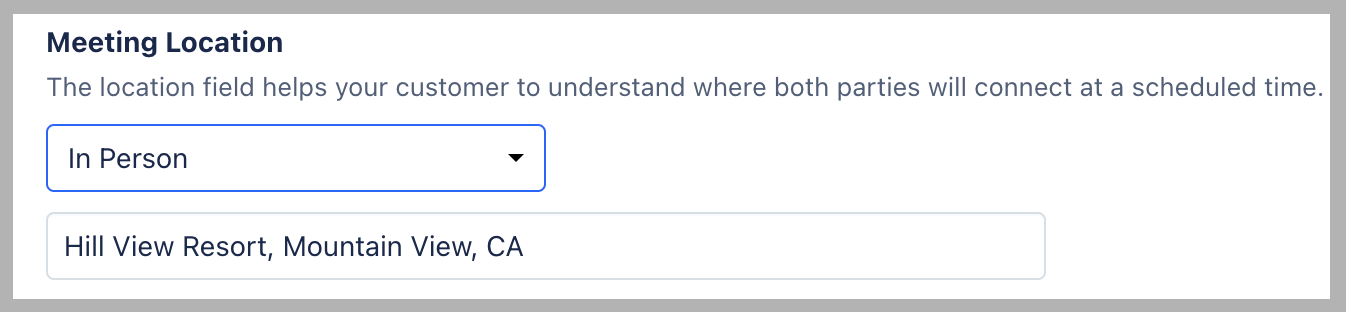 Meeting Location
The location field helps your customer to understand where both parties will connect at a scheduled time.
In Person
Hill View Resort, Mountain View, CA